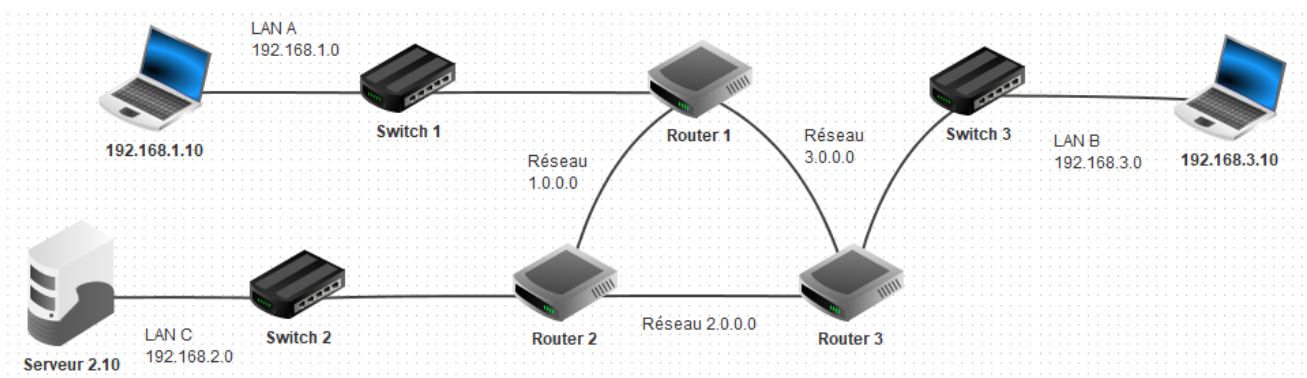 LAN A
192.168.1.0
192.168.1.10
Switch 1
Router 1
Réseau
1.0.0.0
Réseau
3.0.0.0
Switch 3
LAN B
192.168.3.0
192.168.3.10
Serveur 2.10
LAN C
192.168.2.0
Switch 2
Router 2
Réseau 2.0.0.0
Router 3